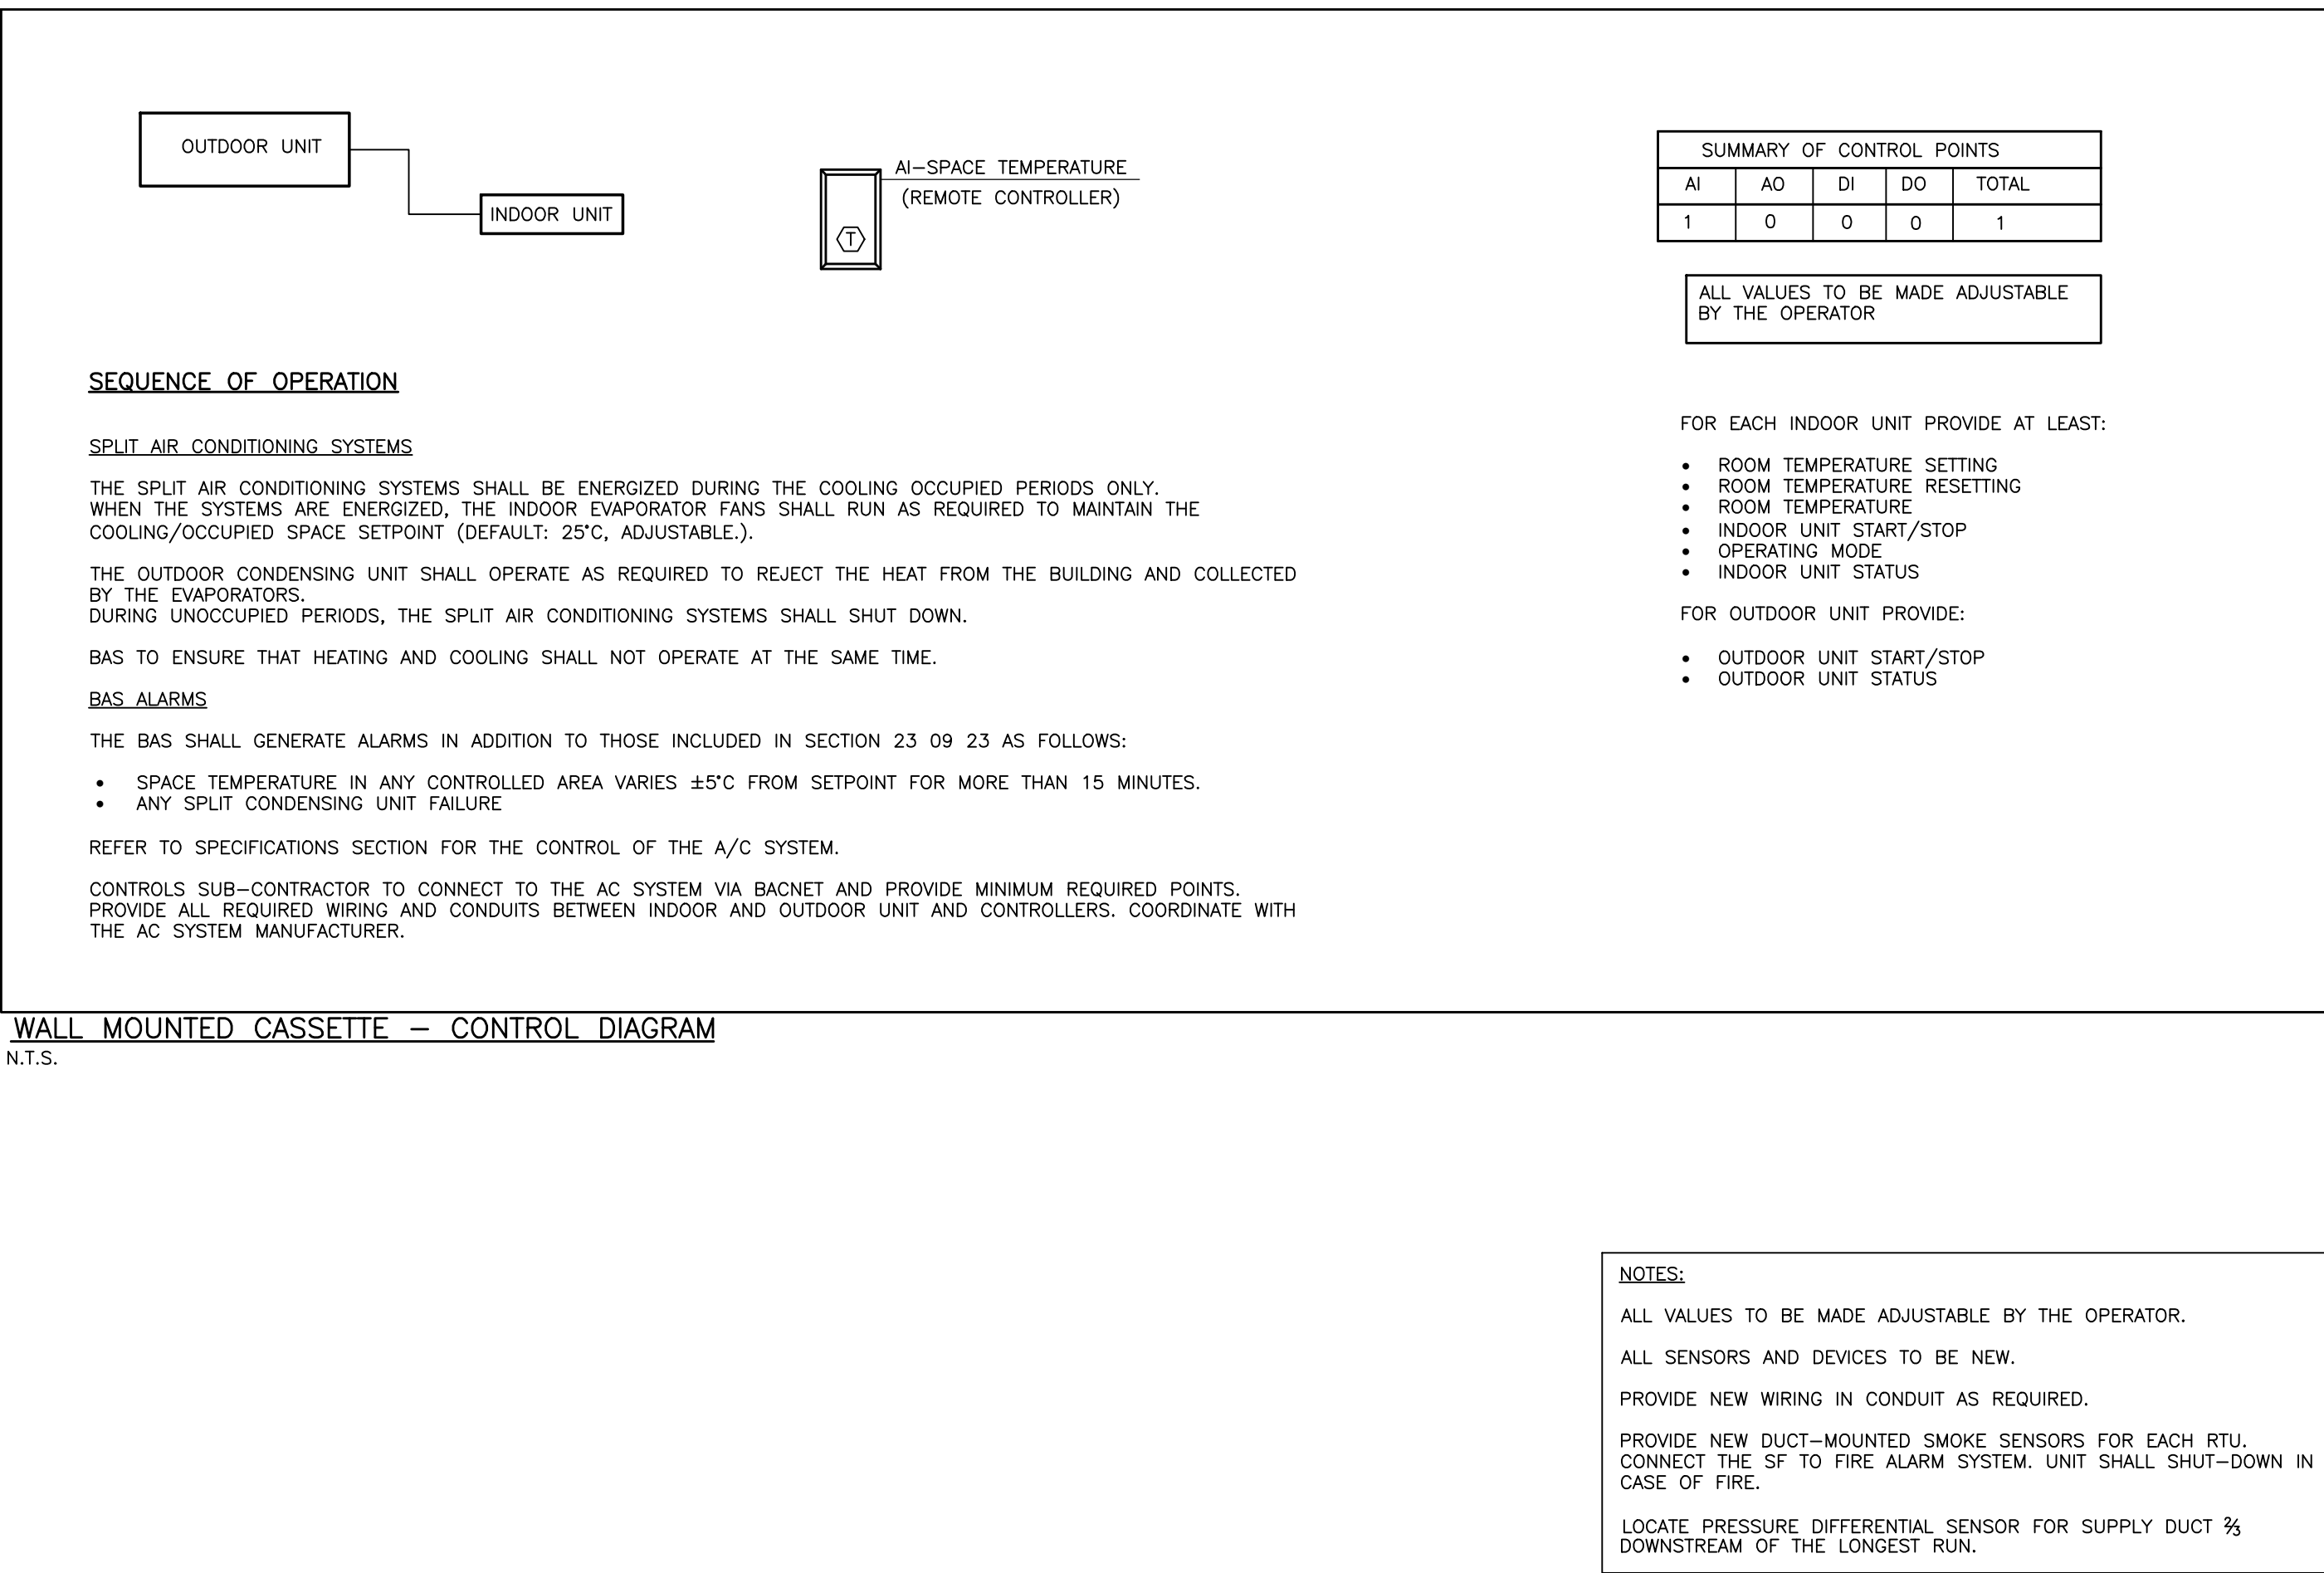 OUTDOOR UNIT
INDOOR UNIT
AI-SPACE TEMPERATURE
(REMOTE CONTROLLER)
T
SUMMARY OF CONTROL POINTS
AI AO DI DO TOTAL
1 0 0 0 1
ALL VALUES TO BE MADE ADJUSTABLE
BY THE OPERATOR
SEQUENCE OF OPERATION
SPLIT AIR CONDITIONING SYSTEMS
THE SPLIT AIR CONDITIONING SYSTEMS SHALL BE ENERGIZED DURING THE COOLING OCCUPIED PERIODS ONLY.
WHEN THE SYSTEMS ARE ENERGIZED, THE INDOOR EVAPORATOR FANS SHALL RUN AS REQUIRED TO MAINTAIN THE
COOLING/OCCUPIED SPACE SETPOINT (DEFAULT: 25°C, ADJUSTABLE.).
THE OUTDOOR CONDENSING UNIT SHALL OPERATE AS REQUIRED TO REJECT THE HEAT FROM THE BUILDING AND COLLECTED
BY THE EVAPORATORS.
DURING UNOCCUPIED PERIODS, THE SPLIT AIR CONDITIONING SYSTEMS SHALL SHUT DOWN.
BAS TO ENSURE THAT HEATING AND COOLING SHALL NOT OPERATE AT THE SAME TIME.
BAS ALARMS
THE BAS SHALL GENERATE ALARMS IN ADDITION TO THOSE INCLUDED IN SECTION 23 09 23 AS FOLLOWS:
• SPACE TEMPERATURE IN ANY CONTROLLED AREA VARIES ±5°C FROM SETPOINT FOR MORE THAN 15 MINUTES.
• ANY SPLIT CONDENSING UNIT FAILURE
REFER TO SPECIFICATIONS SECTION FOR THE CONTROL OF THE A/C SYSTEM.
CONTROLS SUB-CONTRACTOR TO CONNECT TO THE AC SYSTEM VIA BACNET AND PROVIDE MINIMUM REQUIRED POINTS.
PROVIDE ALL REQUIRED WIRING AND CONDUITS BETWEEN INDOOR AND OUTDOOR UNIT AND CONTROLLERS. COORDINATE WITH
THE AC SYSTEM MANUFACTURER.
FOR EACH INDOOR UNIT PROVIDE AT LEAST:
• ROOM TEMPERATURE SETTING
• ROOM TEMPERATURE RESETTING
• ROOM TEMPERATURE
• INDOOR UNIT START/STOP
• OPERATING MODE
• INDOOR UNIT STATUS
FOR OUTDOOR UNIT PROVIDE:
• OUTDOOR UNIT START/STOP
• OUTDOOR UNIT STATUS
WALL MOUNTED CASSETTE - CONTROL DIAGRAM
N.T.S.
NOTES:
ALL VALUES TO BE MADE ADJUSTABLE BY THE OPERATOR.
ALL SENSORS AND DEVICES TO BE NEW.
PROVIDE NEW WIRING IN CONDUIT AS REQUIRED.
PROVIDE NEW DUCT-MOUNTED SMOKE SENSORS FOR EACH RTU.
CONNECT THE SF TO FIRE ALARM SYSTEM. UNIT SHALL SHUT-DOWN IN
CASE OF FIRE.
LOCATE PRESSURE DIFFERENTIAL SENSOR FOR SUPPLY DUCT ⅔
DOWNSTREAM OF THE LONGEST RUN.